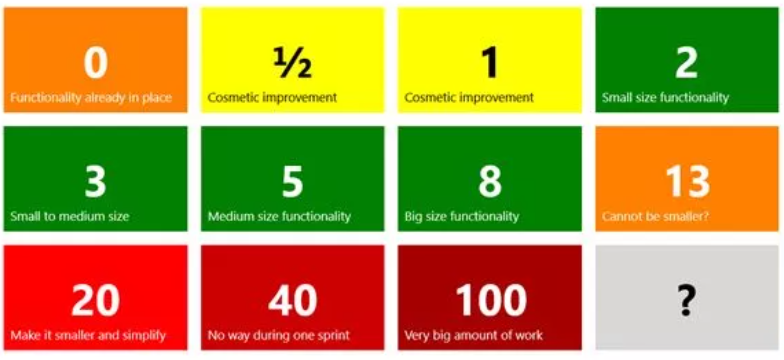 0
Functionality already in place
½
Cosmetic improvement
1
Cosmetic improvement
2
Small size functionality
3
Small to medium size
5
Medium size functionality
8
Big size functionality
13
Cannot be smaller?
20
Make it smaller and simplify
40
No way during one sprint
100
Very big amount of work
?